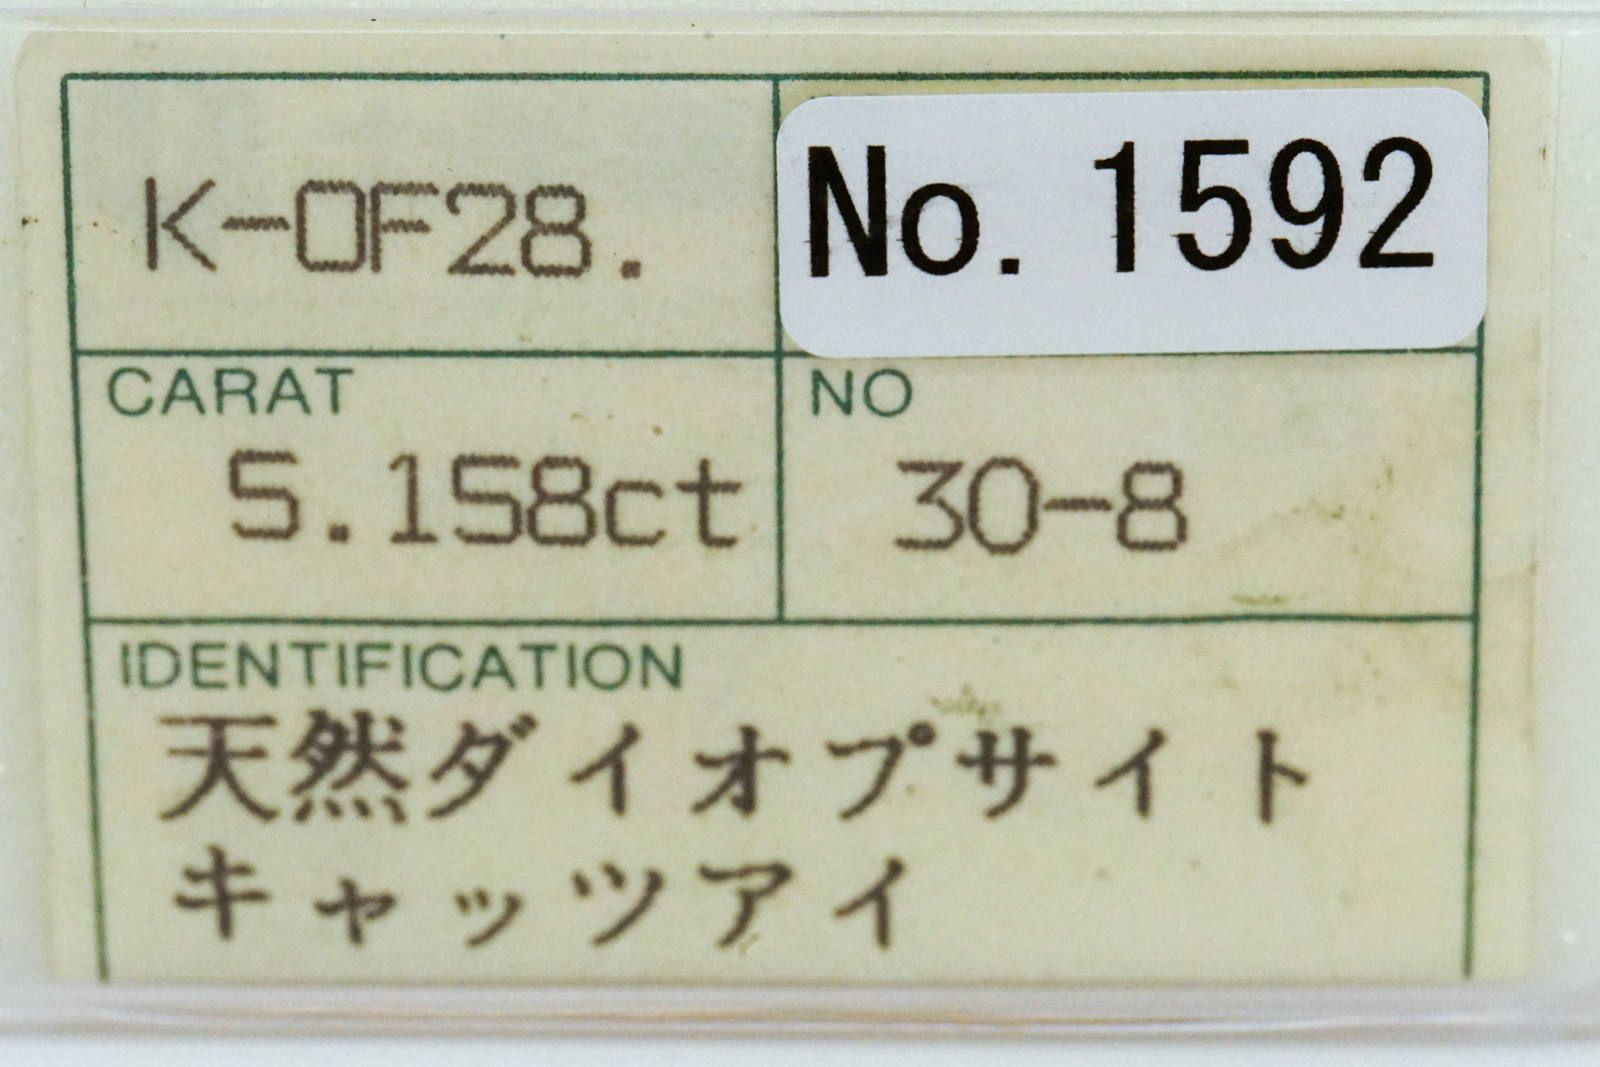 K-OF28.
No. 1592
CARAT
5.158ct
NO
30-8
IDENTIFICATION
天然ダイオプサイト
キャッツアイ